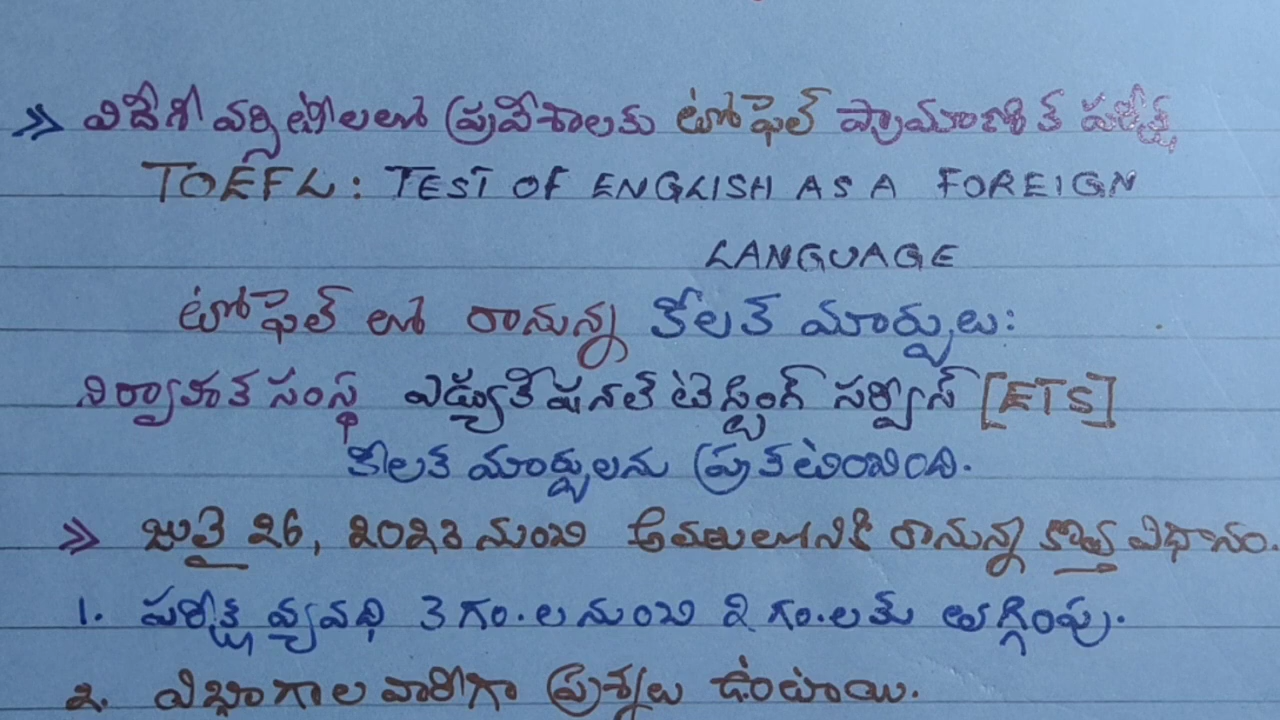 >> విదేశీ వర్సిటీలలో ప్రవేశాలకు టోఫెల్ ప్రామాణిక పరీక్ష
TOEFL: TEST OF ENGLISH AS A FOREIGN
LANGUAGE
టోఫెల్ లో రానున్న కీలక మార్పులు:
నిర్వాహక సంస్థ ఎడ్యుకేషనల్ టెస్టింగ్ సర్వీస్ [ETS]
కీలక మార్పులను ప్రకటించింది.
>> జులై 26, 2023 నుంచి అమలులోనికి రానున్న కొత్త విధానం.
1. పరీక్ష వ్యవధి 3 గం.ల నుంచి 2 గం.లకు తగ్గింపు.
2. విభాగాల వారీగా ప్రశ్నలు ఉంటాయి.